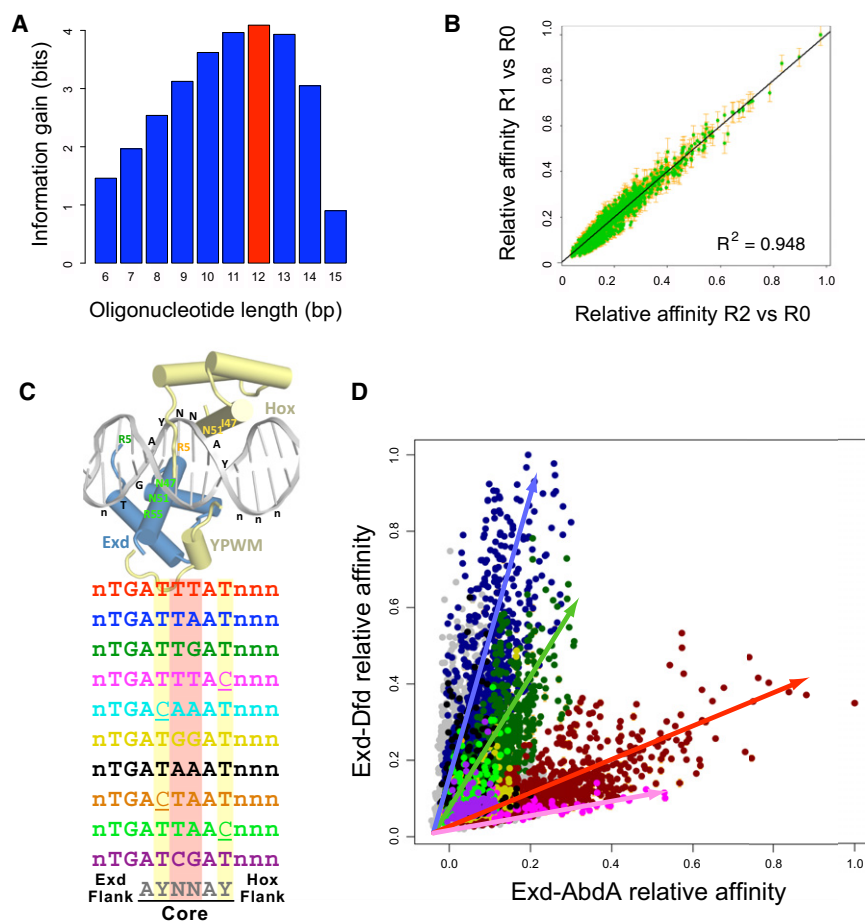 A
Information gain (bits)
0 1 2 3 4
6 7 8 9 10 11 12 13 14 15
Oligonucleotide length (bp)
B
Relative affinity R1 vs R0
0 0.2 0.4 0.6 0.8 1.0
R² = 0.948
0 0.2 0.4 0.6 0.8 1.0
Relative affinity R2 vs R0
C
Hox
Y N N
N51 I47
R5 A R5 A
Y
G N47
N51
n T R55 n n n
Exd YPWM
nTGATTTATnnn
nTGATTAATnnn
nTGATTGATnnn
nTGATTTACnnn
nTGACAAATnnn
nTGATGGATnnn
nTGATAAATnnn
nTGACTAATnnn
nTGATTAACnnn
nTGATCGATnnn
Exd Flank AYNNAY Hox Flank
Core
D
Exd-Dfd relative affinity
0.0 0.2 0.4 0.6 0.8 1.0
0.0 0.2 0.4 0.6 0.8 1.0
Exd-AbdA relative affinity